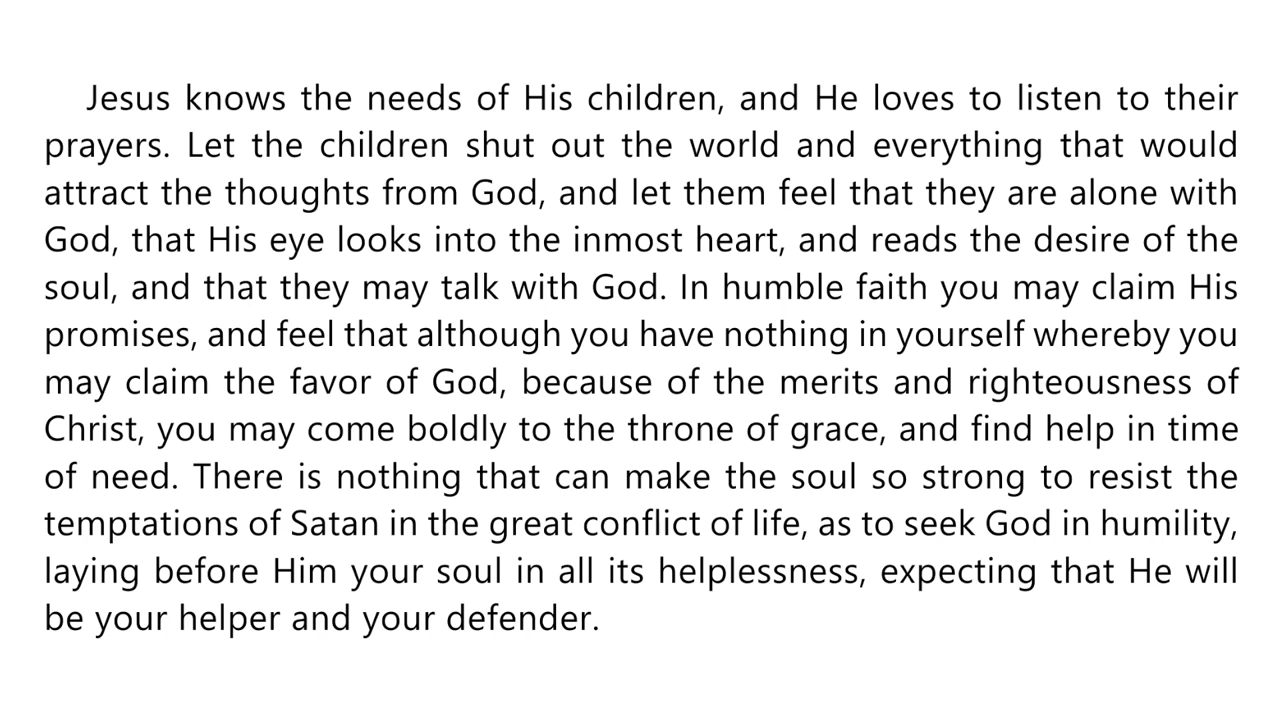 Jesus knows the needs of His children, and He loves to listen to their
prayers. Let the children shut out the world and everything that would
attract the thoughts from God, and let them feel that they are alone with
God, that His eye looks into the inmost heart, and reads the desire of the
soul, and that they may talk with God. In humble faith you may claim His
promises, and feel that although you have nothing in yourself whereby you
may claim the favor of God, because of the merits and righteousness of
Christ, you may come boldly to the throne of grace, and find help in time
of need. There is nothing that can make the soul so strong to resist the
temptations of Satan in the great conflict of life, as to seek God in humility,
laying before Him your soul in all its helplessness, expecting that He will
be your helper and your defender.